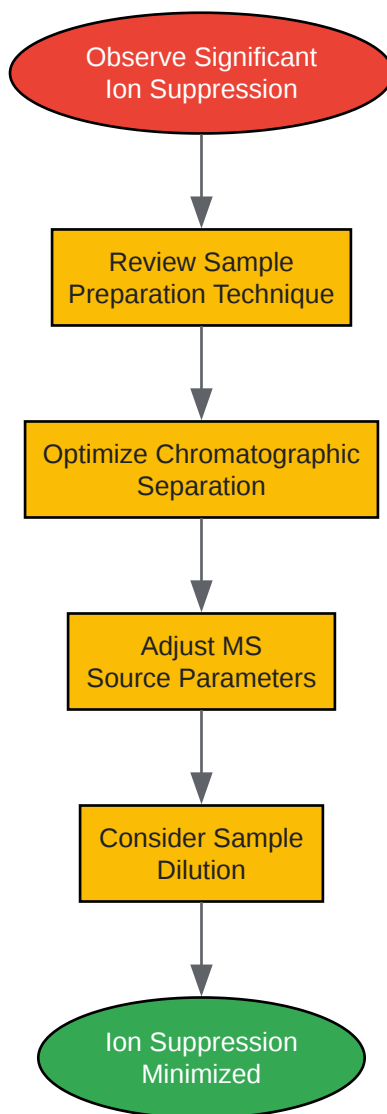 Observe Significant
Ion Suppression
Review Sample
Preparation Technique
Optimize Chromatographic
Separation
Adjust MS
Source Parameters
Consider Sample
Dilution
Ion Suppression
Minimized